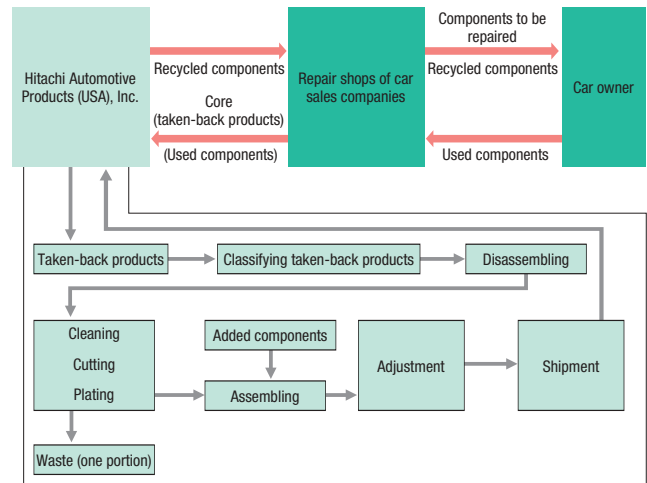 Hitachi Automotive
Products (USA), Inc.
Recycled components
Core
(taken-back products)
(Used components)
Repair shops of car
sales companies
Components to be
repaired
Recycled components
Used components
Car owner
Taken-back products
Classifying taken-back products
Disassembling
Cleaning
Cutting
Plating
Added components
Assembling
Adjustment
Shipment
Waste (one portion)